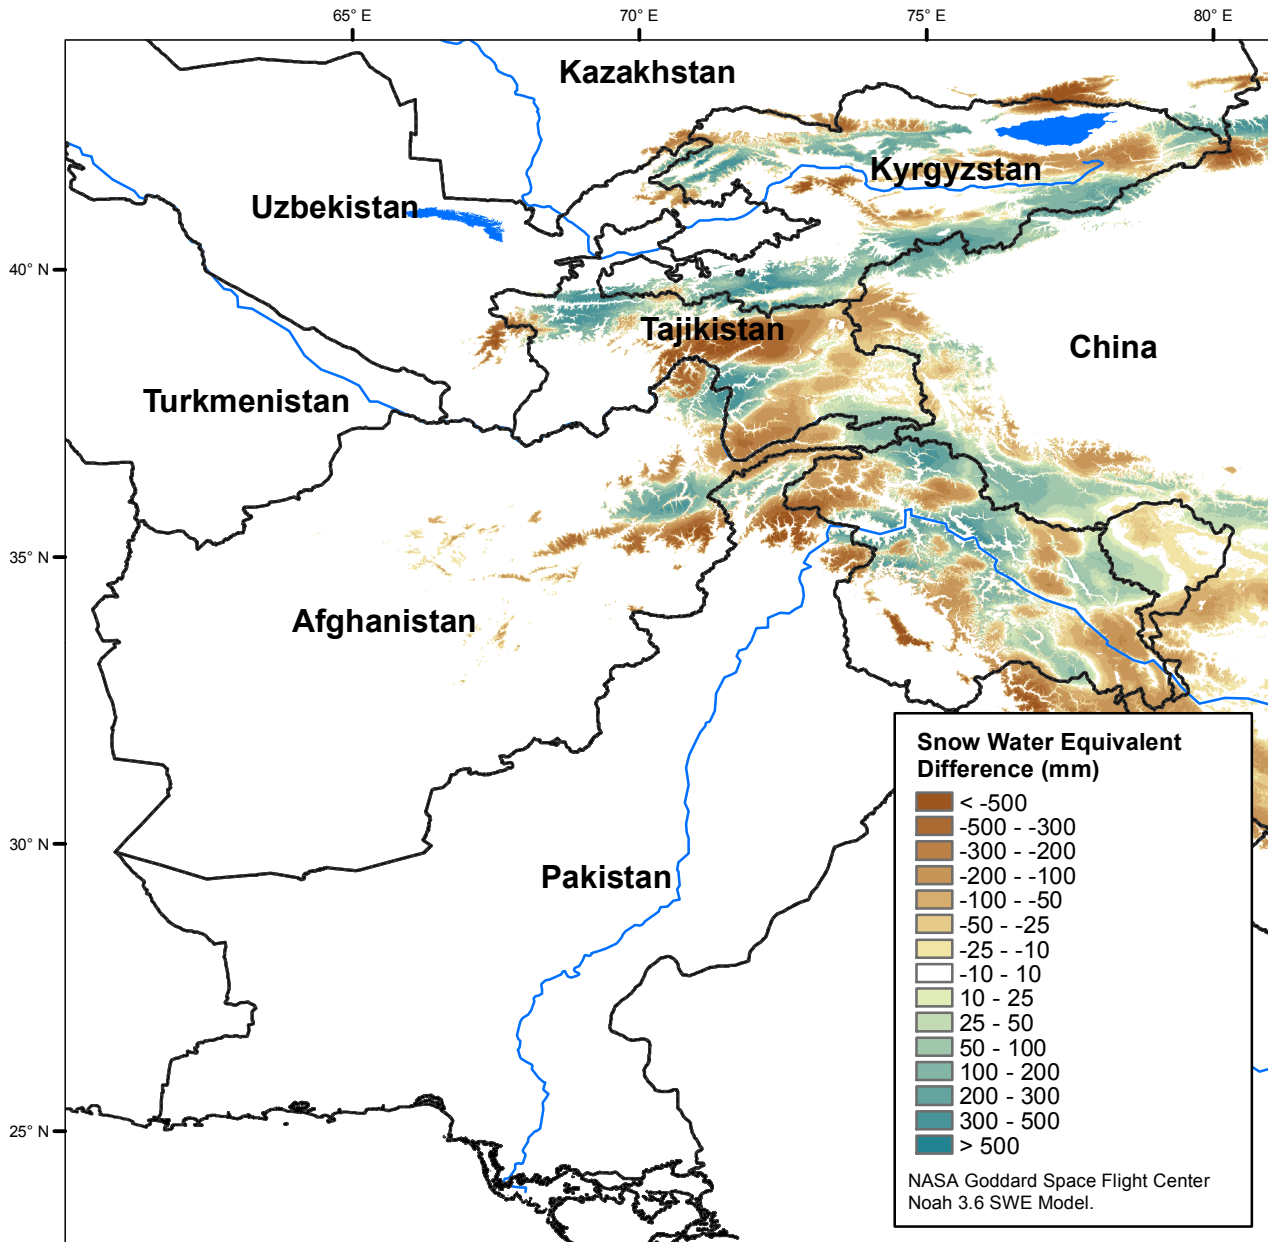 65° E
70° E
75° E
80° E
Kazakhstan
Kyrgyzstan
Uzbekistan
40° N
Tajikistan
China
Turkmenistan
35° N
Afghanistan
30° N
Pakistan
25° N
Snow Water Equivalent
Difference (mm)
< -500
-500 - -300
-300 - -200
-200 - -100
-100 - -50
-50 - -25
-25 - -10
-10 - 10
10 - 25
25 - 50
50 - 100
100 - 200
200 - 300
300 - 500
> 500
NASA Goddard Space Flight Center
Noah 3.6 SWE Model.